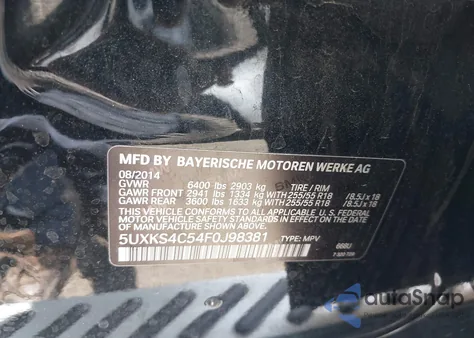 MFD BY BAYERISCHE MOTOREN WERKE AG
08/2014
GVWR 6400 lbs 2903 kg TIRE / RIM
GAWR FRONT 2941 lbs 1334 kg WITH 255/55 R18 /8.5J x 18
GAWR REAR 3600 lbs 1633 kg WITH 255/55 R18 /8.5J x 18
THIS VEHICLE CONFORMS TO ALL APPLICABLE FEDERAL
MOTOR VEHICLE SAFETY STANDARDS IN EFFECT ON THE
DATE OF MANUFACTURE SHOWN ABOVE.
5UXKS4C54F0J98381 TYPE: MPV
autoSnap